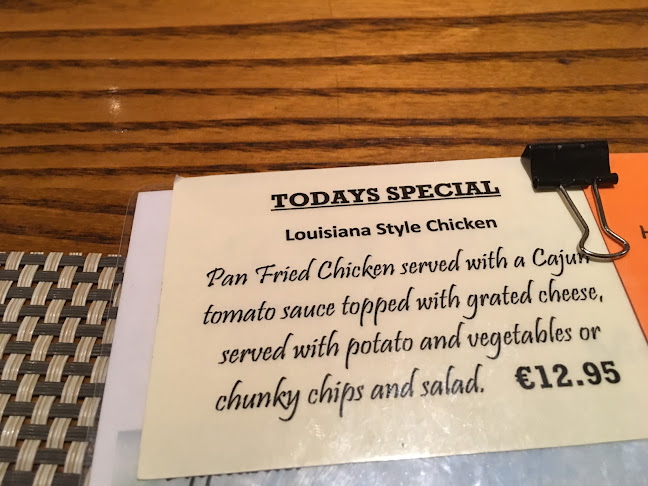 TODAYS SPECIAL
Louisiana Style Chicken
Pan Fried Chicken served with a Cajun
tomato sauce topped with grated cheese,
served with potato and vegetables or
chunky chips and salad. €12.95
H